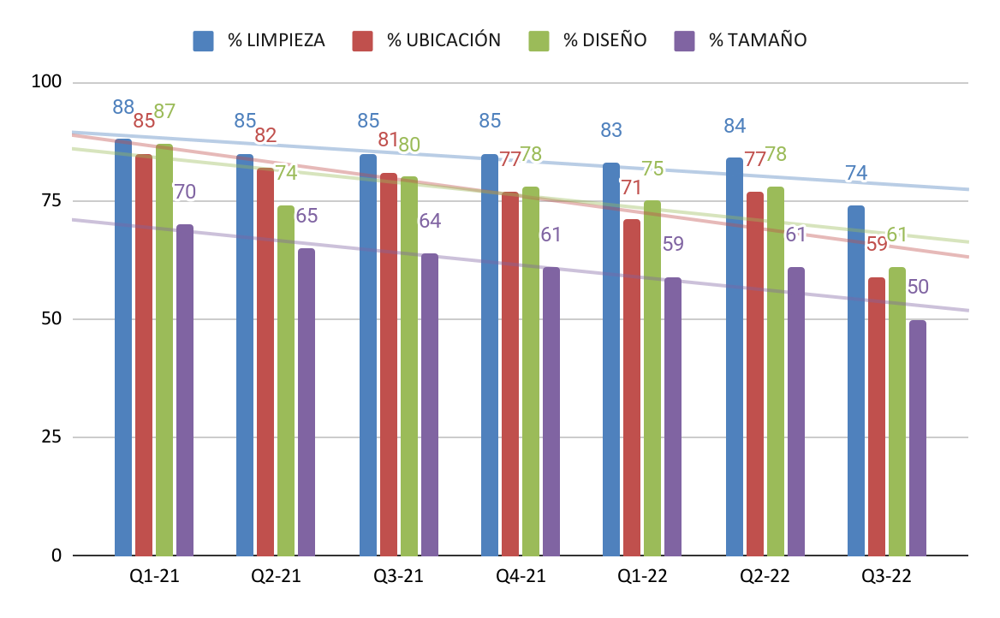 % LIMPIEZA % UBICACIÓN % DISEÑO % TAMAÑO
100
75
50
25
0
88 85 87 70
85 82 74 65
85 81 80 64
85 77 78 61
83 71 75 59
84 77 78 61
74 59 61 50
Q1-21 Q2-21 Q3-21 Q4-21 Q1-22 Q2-22 Q3-22